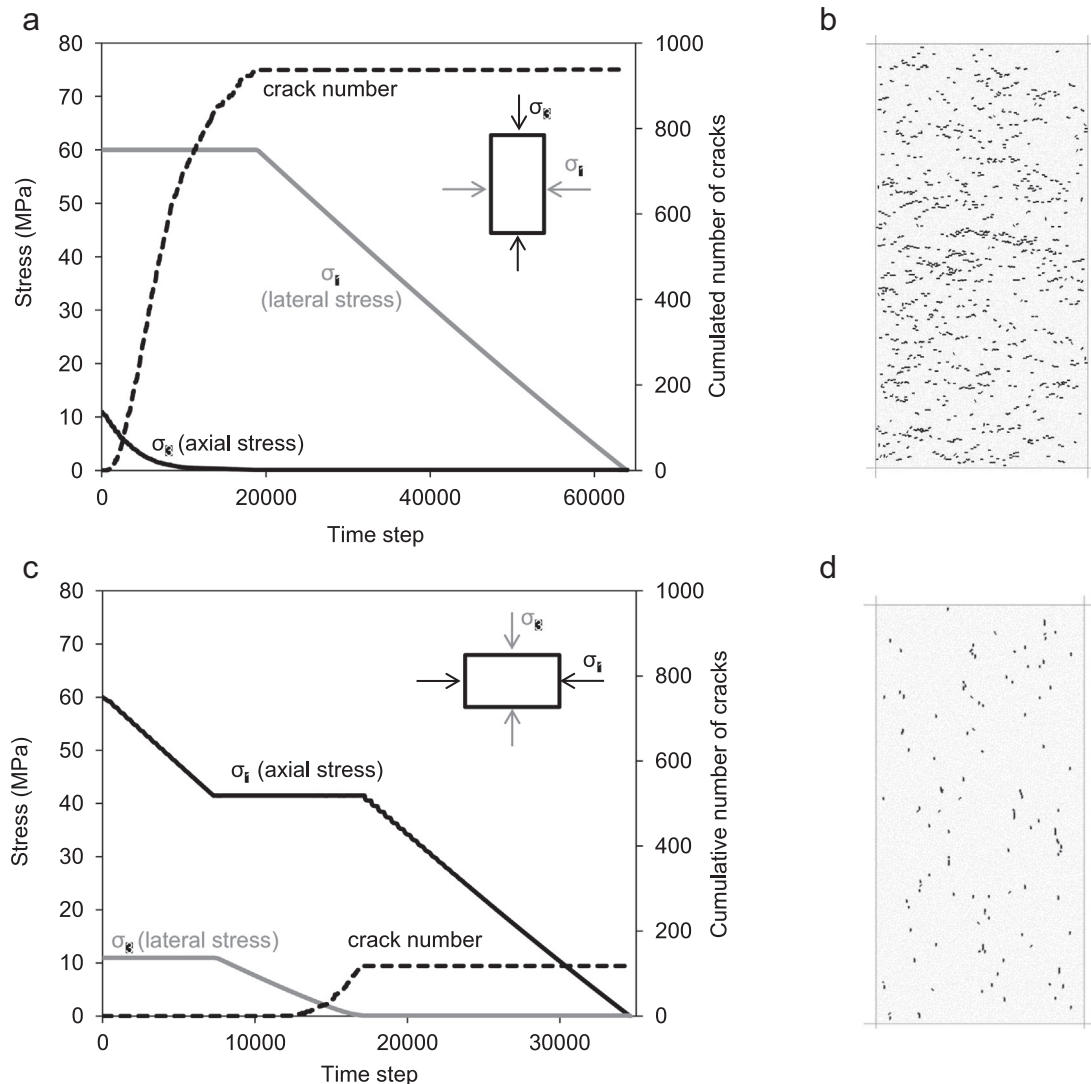 a
b
80
70
60
50
40
30
20
10
0
Stress (MPa)
1000
800
600
400
200
0
Cumulated number of cracks
crack number
σ
σ
σ
(lateral stress)
σ (axial stress)
0
20000
40000
60000
Time step
c
d
80
70
60
50
40
30
20
10
0
Stress (MPa)
1000
800
600
400
200
0
Cumulative number of cracks
σ
σ
σ (axial stress)
σ (lateral stress)
crack number
0
10000
20000
30000
Time step